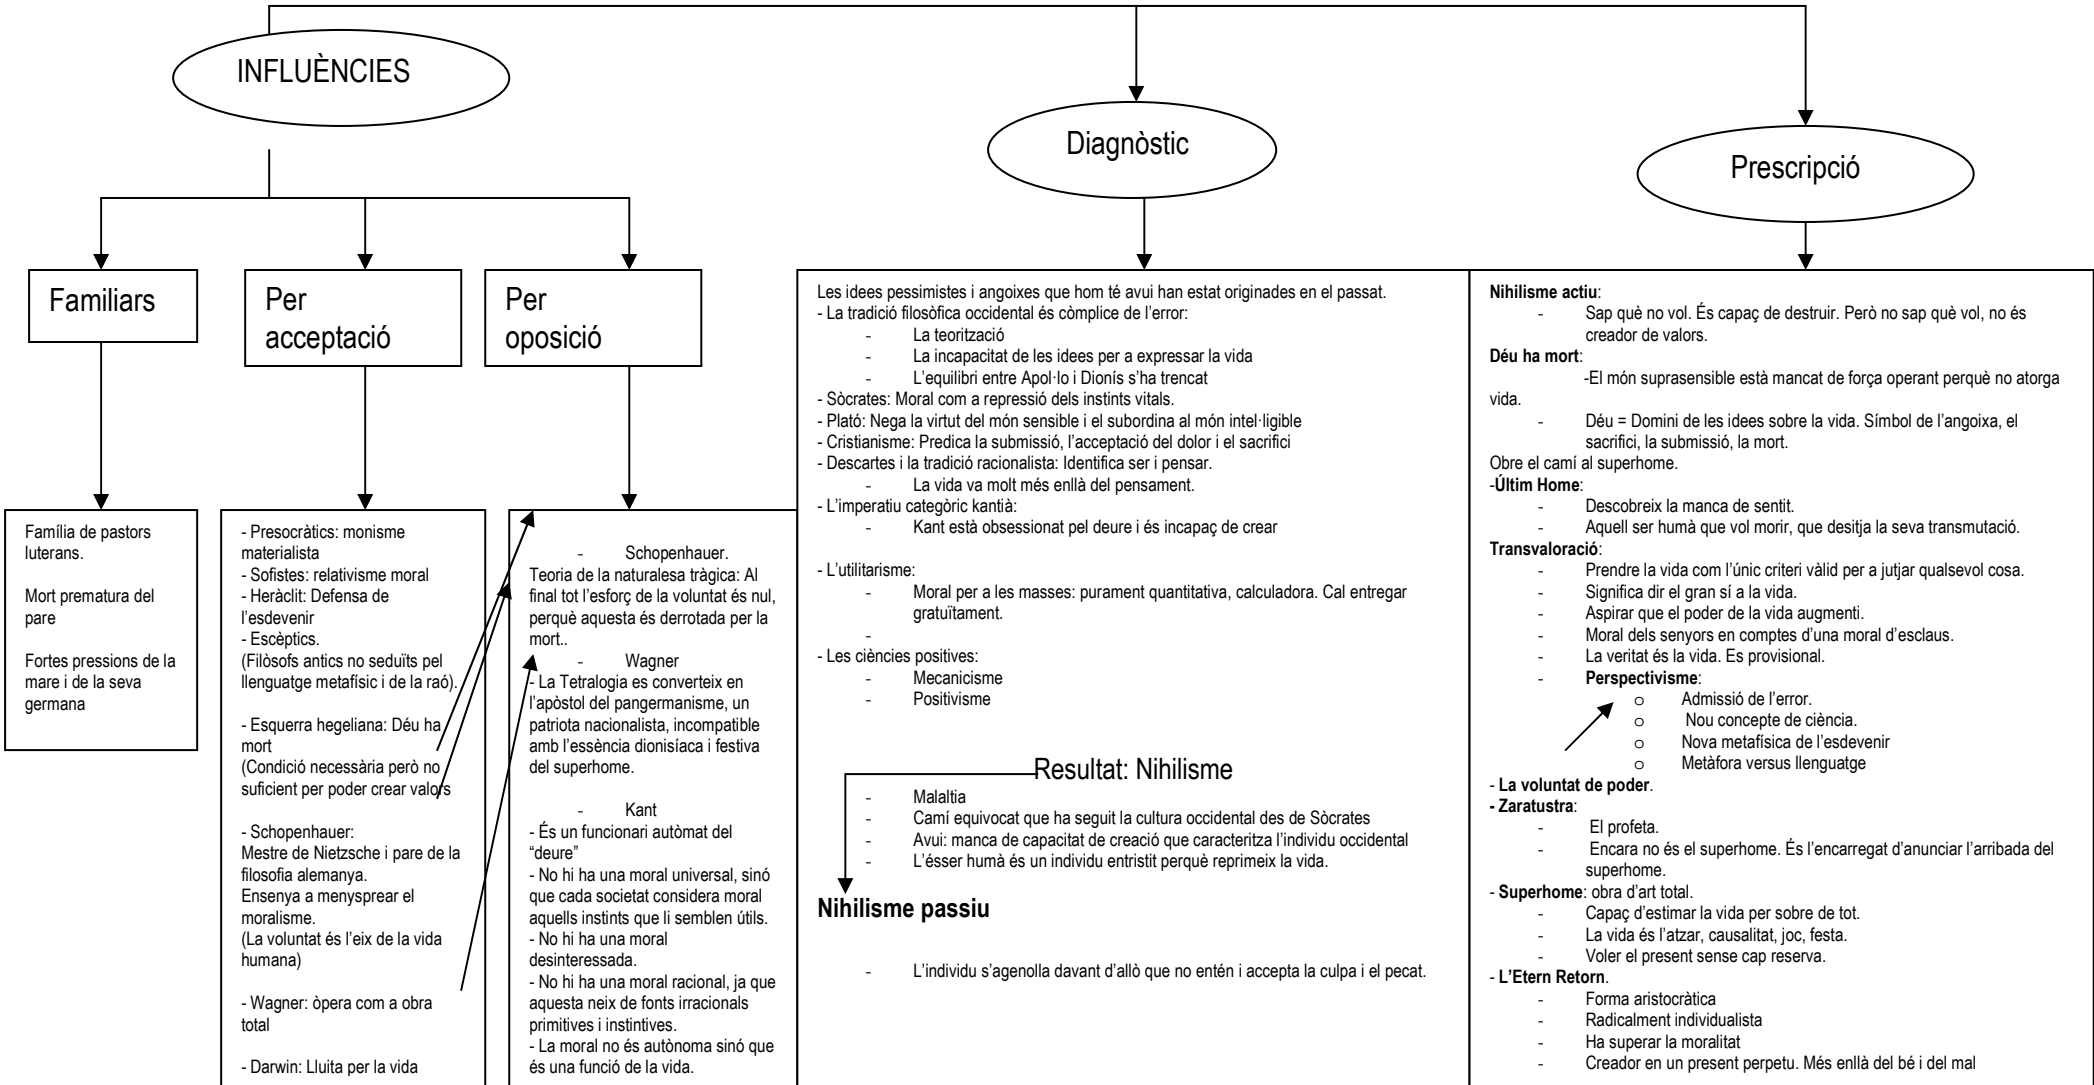 INFLUÈNCIES
Diagnòstic
Prescripció
Familiars
Per
acceptació
Per
oposició
Família de pastors
luterans.
Mort prematura del
pare
Fortes pressions de la
mare i de la seva
germana
- Presocràtics: monisme
materialista
- Sofistes: relativisme moral
- Heràclit: Defensa de
l'esdevenir
- Escèptics.
(Filòsofs antics no seduïts pel
llenguatge metafísic i de la raó).
- Esquerra hegeliana: Déu ha
mort
(Condició necessària però no
suficient per poder crear valors
- Schopenhauer:
Mestre de Nietzsche i pare de la
filosofia alemanya.
Ensenya a menysprear el
moralisme.
(La voluntat és l'eix de la vida
humana)
- Wagner: òpera com a obra
total
- Darwin: Lluita per la vida
- Schopenhauer.
Teoria de la naturalesa tràgica: Al
final tot l'esforç de la voluntat és nul,
perquè aquesta és derrotada per la
mort..
- Wagner
- La Tetralogia es converteix en
l'apòstol del pangermanisme, un
patriota nacionalista, incompatible
amb l'essència dionisíaca i festiva
del superhome.
- Kant
- És un funcionari autòmat del
“deure”
- No hi ha una moral universal, sinó
que cada societat considera moral
aquells instints que li semblen útils.
- No hi ha una moral
desinteressada.
- No hi ha una moral racional, ja que
aquesta neix de fonts irracionals
primitives i instintives.
- La moral no és autònoma sinó que
és una funció de la vida.
Les idees pessimistes i angoixes que hom té avui han estat originades en el passat.
- La tradició filosòfica occidental és còmplice de l'error:
- La teorització
- La incapacitat de les idees per a expressar la vida
- L'equilibri entre Apol·lo i Dionís s'ha trencat
- Sòcrates: Moral com a repressió dels instints vitals.
- Plató: Nega la virtut del món sensible i el subordina al món intel·ligible
- Cristianisme: Predica la submissió, l'acceptació del dolor i el sacrifici
- Descartes i la tradició racionalista: Identifica ser i pensar.
- La vida va molt més enllà del pensament.
- L'imperatiu categòric kantià:
- Kant està obsessionat pel deure i és incapaç de crear
- L'utilitarisme:
- Moral per a les masses: purament quantitativa, calculadora. Cal entregar
gratuïtament.
-
- Les ciències positives:
- Mecanicisme
- Positivisme
Resultat: Nihilisme
- Malaltia
- Camí equivocat que ha seguit la cultura occidental des de Sòcrates
- Avui: manca de capacitat de creació que caracteritza l'individu occidental
- L'ésser humà és un individu entristit perquè reprimeix la vida.
Nihilisme passiu
- L'individu s'agenolla davant d'allò que no entén i accepta la culpa i el pecat.
Nihilisme actiu:
- Sap què no vol. És capaç de destruir. Però no sap què vol, no és
creador de valors.
Déu ha mort:
-El món suprasensible està mancat de força operant perquè no atorga
vida.
- Déu = Domini de les idees sobre la vida. Símbol de l'angoixa, el
sacrifici, la submissió, la mort.
Obre el camí al superhome.
-Últim Home:
- Descobreix la manca de sentit.
- Aquell ser humà que vol morir, que desitja la seva transmutació.
Transvaloració:
- Prendre la vida com l'únic criteri vàlid per a jutjar qualsevol cosa.
- Significa dir el gran sí a la vida.
- Aspirar que el poder de la vida augmenti.
- Moral dels senyors en comptes d'una moral d'esclaus.
- La veritat és la vida. Es provisional.
- Perspectivisme:
o Admissió de l'error.
o Nou concepte de ciència.
o Nova metafísica de l'esdevenir
o Metàfora versus llenguatge
- La voluntat de poder.
- Zaratustra:
- El profeta.
- Encara no és el superhome. És l'encarregat d'anunciar l'arribada del
superhome.
- Superhome: obra d'art total.
- Capaç d'estimar la vida per sobre de tot.
- La vida és l'atzar, causalitat, joc, festa.
- Voler el present sense cap reserva.
- L'Etern Retorn.
- Forma aristocràtica
- Radicalment individualista
- Ha superar la moralitat
- Creador en un present perpetu. Més enllà del bé i del mal